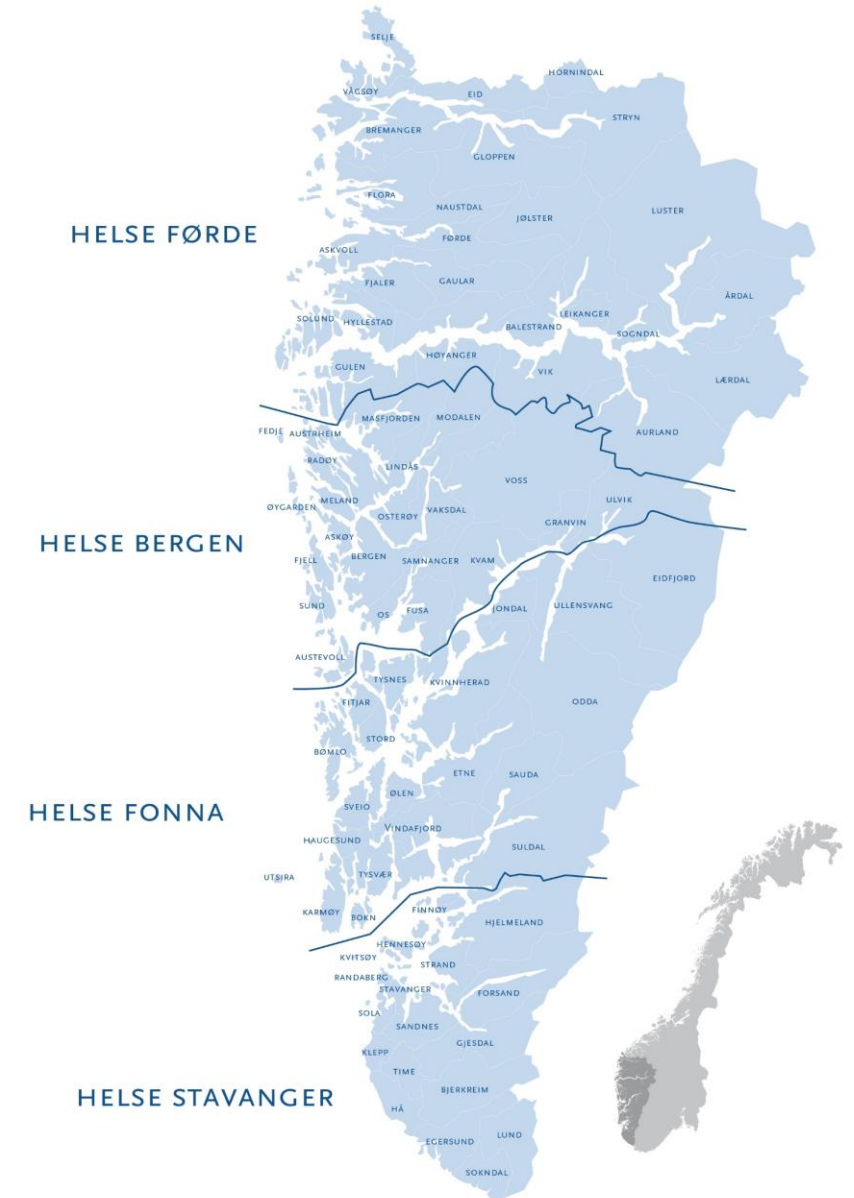 SELJE
HORNINDAL
VÅGSØY
EID
STRYN
BREMANGER
GLOPPEN
FLORA
NAUSTDAL
JØLSTER
LUSTER
HELSE FØRDE
FØRDE
ASKVOLL
FJALER
GAULAR
ÅRDAL
LEIKANGER
SOLUND
HYLLESTAD
BALESTRAND
SOGNDAL
HØYANGER
GULEN
VIK
LÆRDAL
MASFJORDEN
MODALEN
FEDJE
AUSTRHEIM
AURLAND
RADØY
LINDÅS
VOSS
MELAND
ULVIK
ØYGARDEN
VAKSDAL
OSTERØY
GRANVIN
ASKØY
HELSE BERGEN
BERGEN
FJELL
SAMNANGER
KVAM
EIDFJORD
SUND
FUSA
JONDAL
ULLENSVANG
OS
AUSTEVOLL
TYSNES
KVINNHERAD
FITJAR
ODDA
STORD
BØMLO
ETNE
SAUDA
ØLEN
SVEIO
HELSE FONNA
VINDAFJORD
HAUGESUND
SULDAL
UTSIRA
TYSVÆR
KARMØY
BOKN
FINNØY
HJELMELAND
HENNESØY
KVITSØY
STRAND
RANDABERG
STAVANGER
FORSAND
SOLA
SANDNES
GJESDAL
KLEPP
TIME
BJERKREIM
HELSE STAVANGER
HÅ
EGERSUND
LUND
SOKNDAL